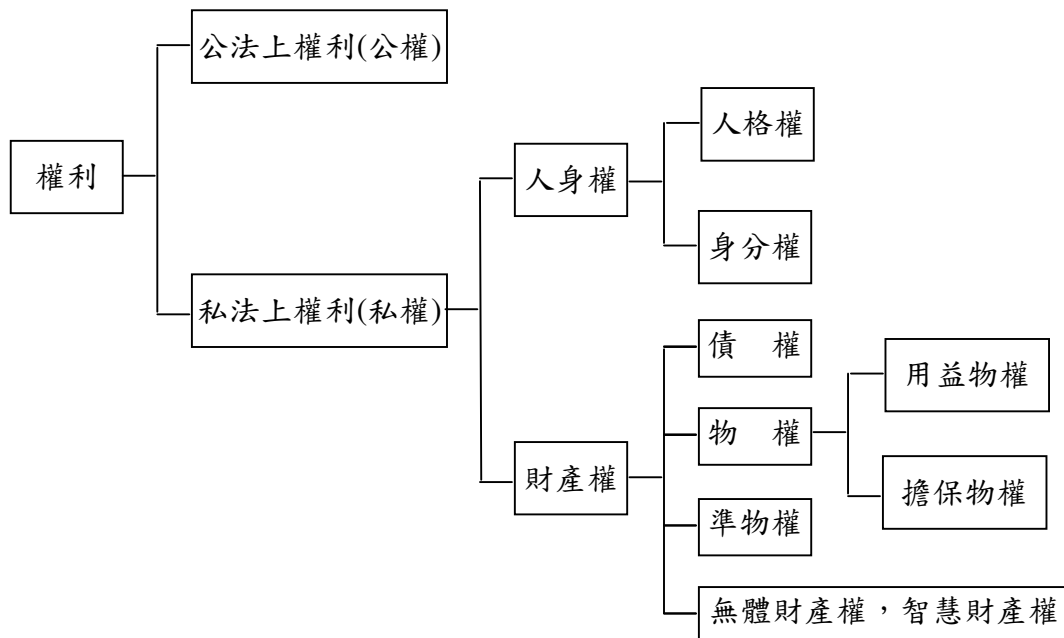 權利
公法上權利(公權)
私法上權利(私權)
人身權
人格權
身分權
財產權
債　權
物　權
用益物權
擔保物權
準物權
無體財產權，智慧財產權